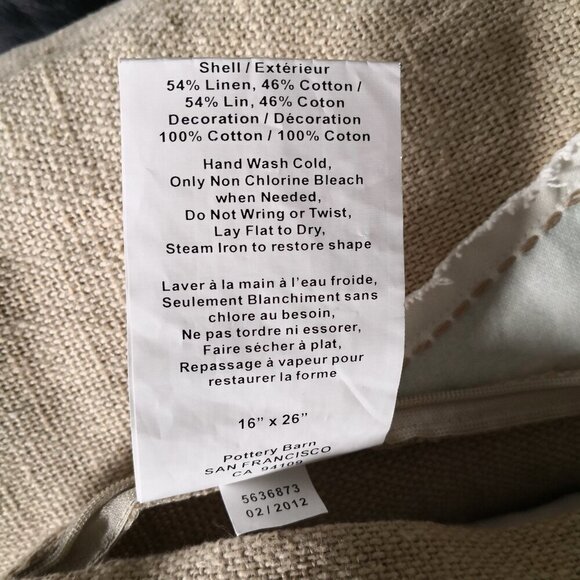 Shell / Extérieur
54% Linen, 46% Cotton /
54% Lin, 46% Coton
Decoration / Décoration
100% Cotton / 100% Coton
Hand Wash Cold,
Only Non Chlorine Bleach
when Needed,
Do Not Wring or Twist,
Lay Flat to Dry,
Steam Iron to restore shape
Laver à la main à l'eau froide,
Seulement Blanchiment sans
chlore au besoin,
Ne pas tordre ni essorer,
Faire sécher à plat,
Repassage à vapeur pour
restaurer la forme
16" x 26"
Pottery Barn
SAN FRANCISCO
CA 94109
5636873
02/2012